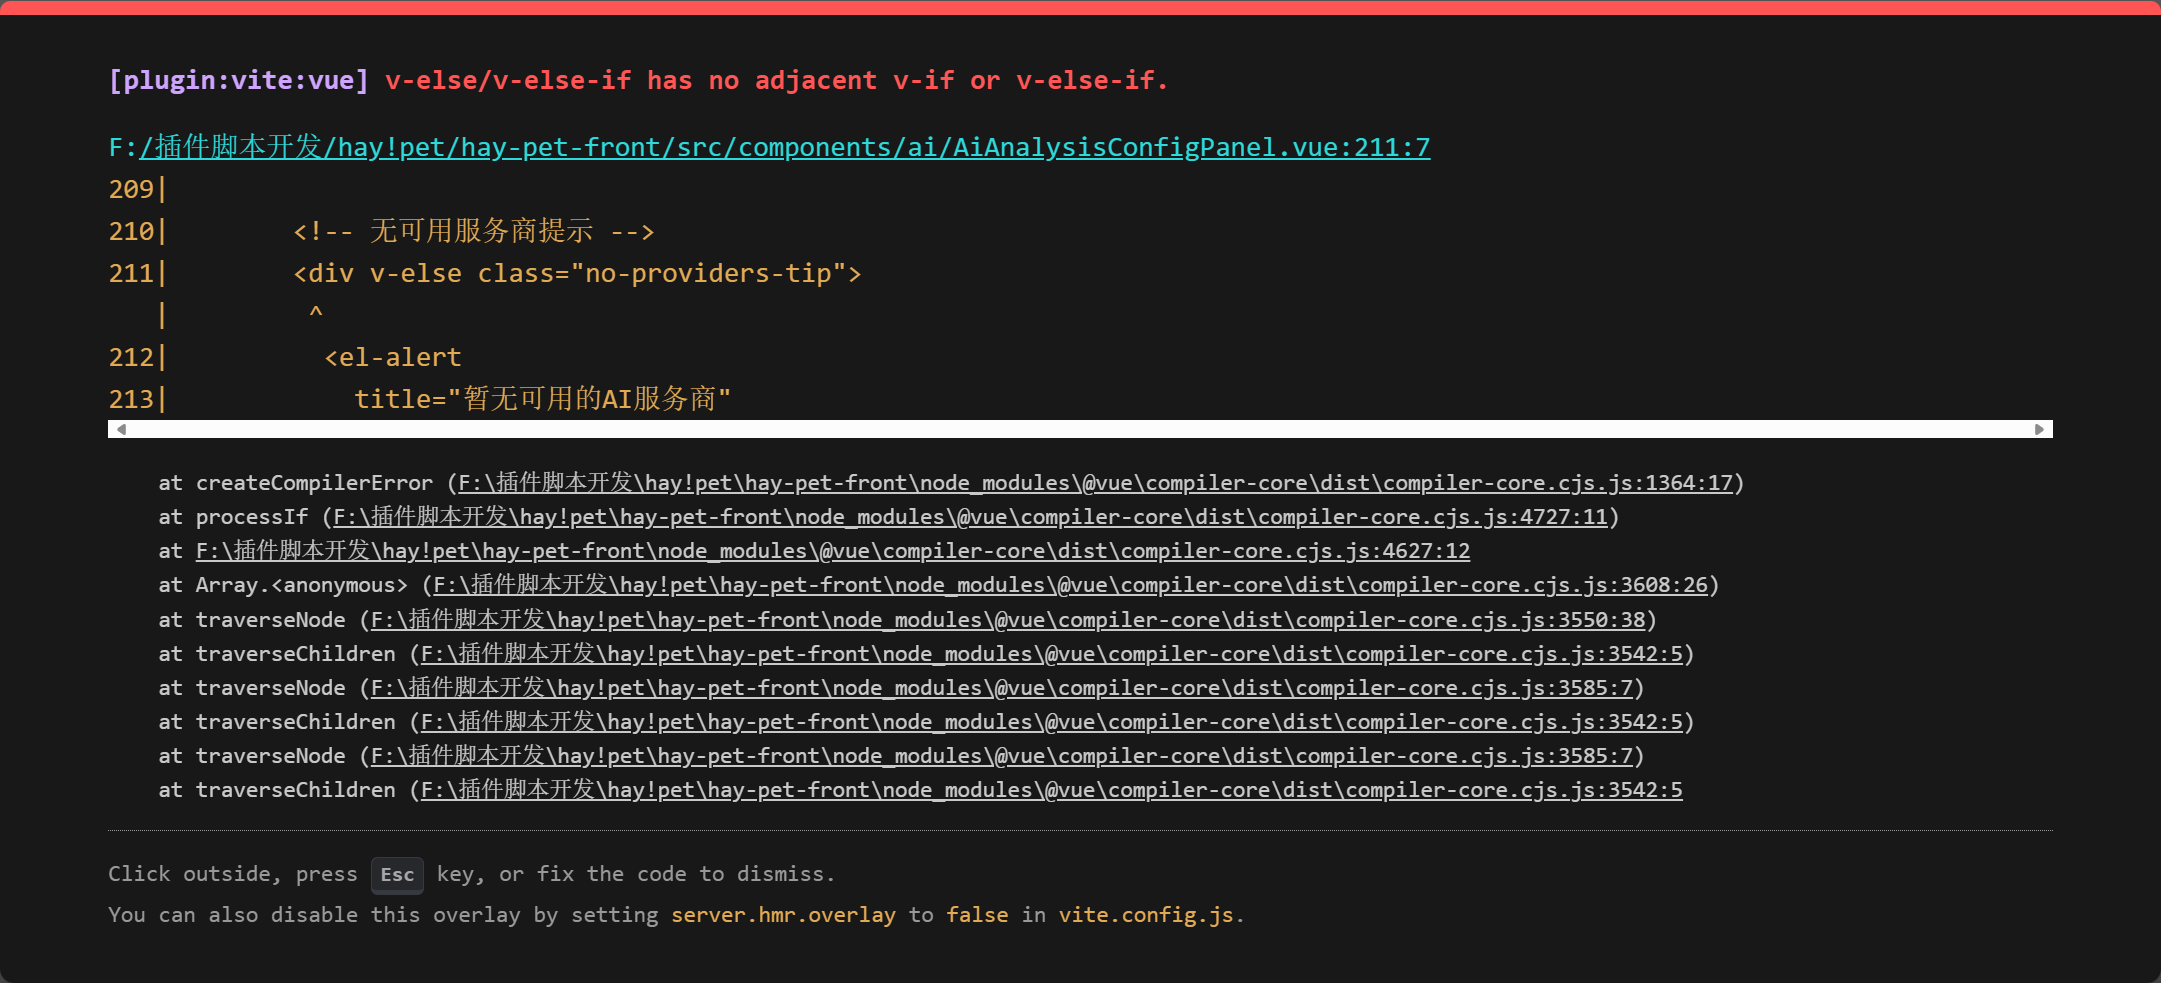 [plugin:vite:vue] v-else/v-else-if has no adjacent v-if or v-else-if.
F:/插件脚本开发/hay!pet/hay-pet-front/src/components/ai/AiAnalysisConfigPanel.vue:211:7
209|
210|        <!-- 无可用服务商提示 -->
211|        <div v-else class="no-providers-tip">
   |         ^
212|          <el-alert
213|            title="暂无可用的AI服务商"
at createCompilerError (F:\插件脚本开发\hay!pet\hay-pet-front\node_modules\@vue\compiler-core\dist\compiler-core.cjs.js:1364:17)
at processIf (F:\插件脚本开发\hay!pet\hay-pet-front\node_modules\@vue\compiler-core\dist\compiler-core.cjs.js:4727:11)
at F:\插件脚本开发\hay!pet\hay-pet-front\node_modules\@vue\compiler-core\dist\compiler-core.cjs.js:4627:12
at Array.<anonymous> (F:\插件脚本开发\hay!pet\hay-pet-front\node_modules\@vue\compiler-core\dist\compiler-core.cjs.js:3608:26)
at traverseNode (F:\插件脚本开发\hay!pet\hay-pet-front\node_modules\@vue\compiler-core\dist\compiler-core.cjs.js:3550:38)
at traverseChildren (F:\插件脚本开发\hay!pet\hay-pet-front\node_modules\@vue\compiler-core\dist\compiler-core.cjs.js:3542:5)
at traverseNode (F:\插件脚本开发\hay!pet\hay-pet-front\node_modules\@vue\compiler-core\dist\compiler-core.cjs.js:3585:7)
at traverseChildren (F:\插件脚本开发\hay!pet\hay-pet-front\node_modules\@vue\compiler-core\dist\compiler-core.cjs.js:3542:5)
at traverseNode (F:\插件脚本开发\hay!pet\hay-pet-front\node_modules\@vue\compiler-core\dist\compiler-core.cjs.js:3585:7)
at traverseChildren (F:\插件脚本开发\hay!pet\hay-pet-front\node_modules\@vue\compiler-core\dist\compiler-core.cjs.js:3542:5
Click outside, press Esc key, or fix the code to dismiss.
You can also disable this overlay by setting server.hmr.overlay to false in vite.config.js.